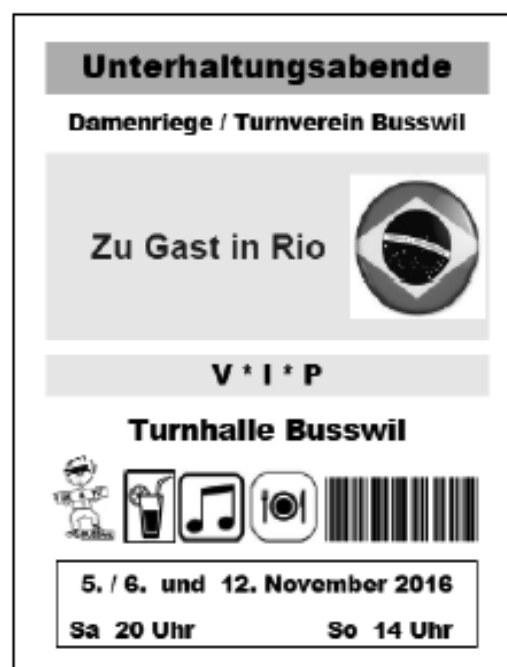 Unterhaltungsabende
Damenriege / Turnverein Busswil
Zu Gast in Rio
V * I * P
Turnhalle Busswil
5. / 6. und 12. November 2016
Sa 20 Uhr So 14 Uhr